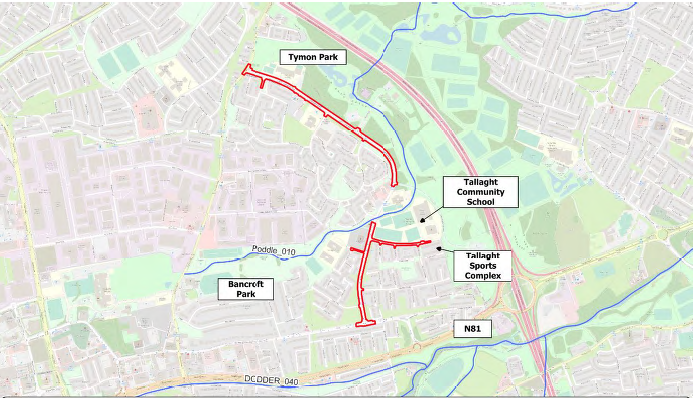 Tymon Park
Tallaght
Community
School
Poddle_010
Tallaght
Sports
Complex
Bancroft
Park
N81
DODDER_040